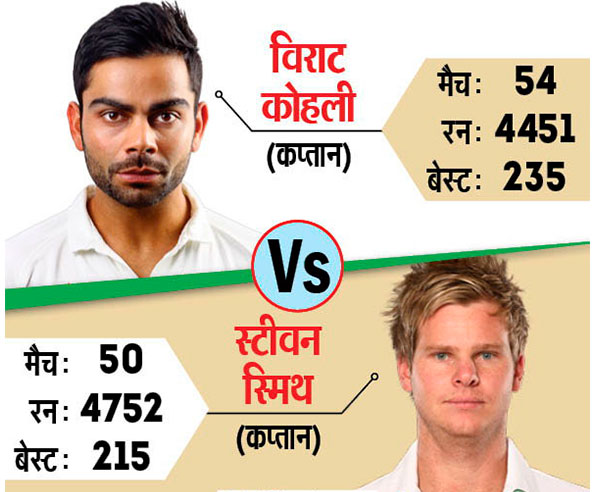 विराट
कोहली
(कप्तान)
मैच: 54
रन: 4451
बेस्ट: 235
Vs
स्टीवन
स्मिथ
(कप्तान)
मैच: 50
रन: 4752
बेस्ट: 215